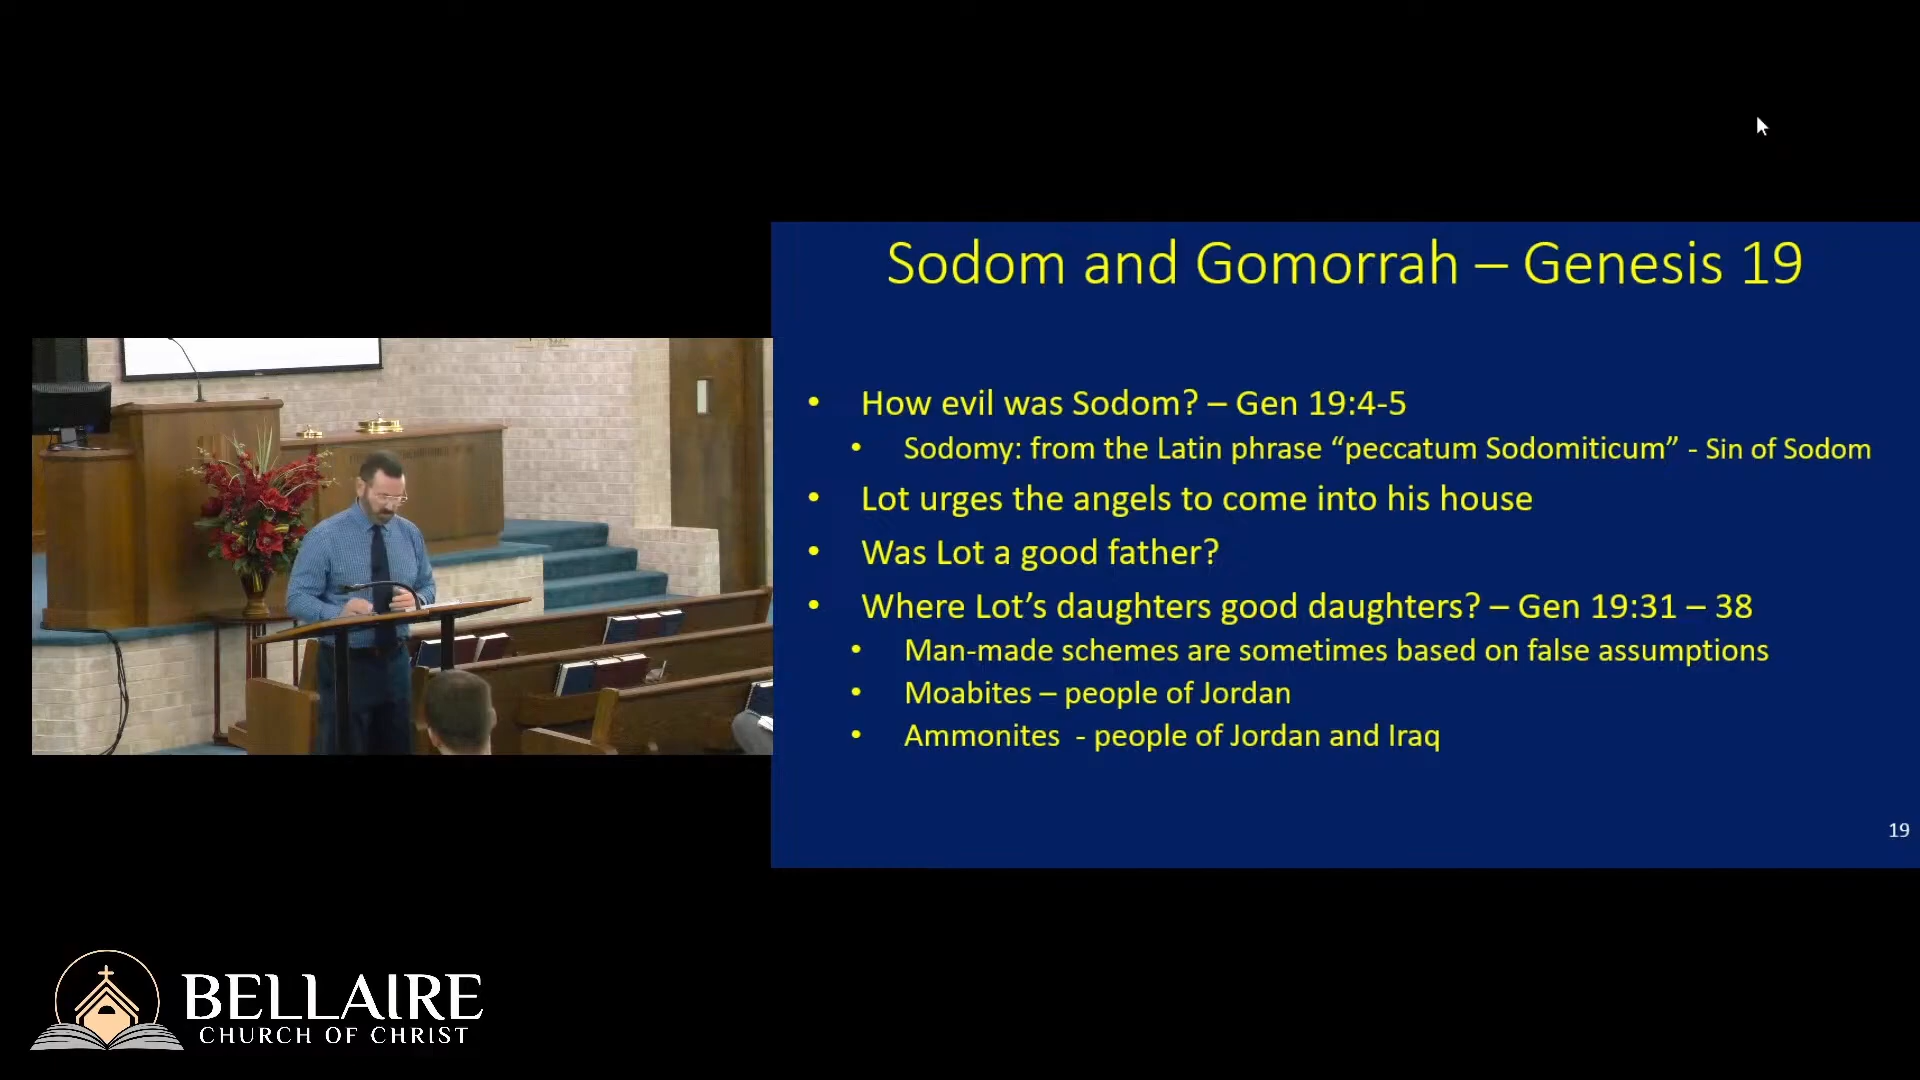 Sodom and Gomorrah – Genesis 19
• How evil was Sodom? – Gen 19:4-5
• Sodomy: from the Latin phrase “peccatum Sodomiticum” - Sin of Sodom
• Lot urges the angels to come into his house
• Was Lot a good father?
• Where Lot’s daughters good daughters? – Gen 19:31 – 38
• Man-made schemes are sometimes based on false assumptions
• Moabites – people of Jordan
• Ammonites - people of Jordan and Iraq
19
BELLAIRE
CHURCH OF CHRIST